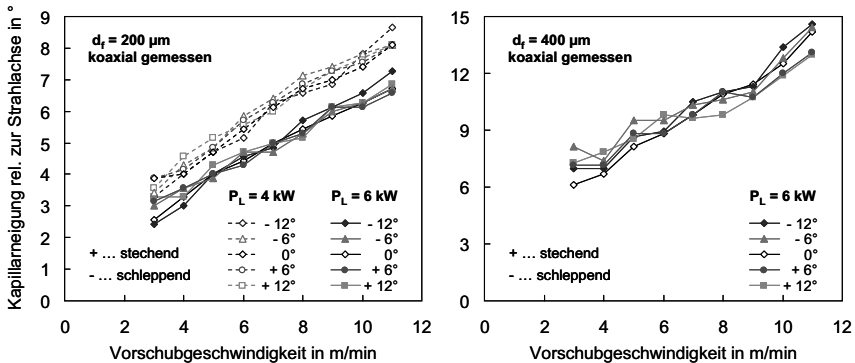 Kapillarneigung rel. zur Strahlachse in °
9
8
7
6
5
4
3
2
1
0
d_f = 200 µm
koaxial gemessen
P_L = 4 kW P_L = 6 kW
- 12° - 12°
- 6° - 6°
0° 0°
+ 6° + 6°
+ 12° + 12°
+ ... stechend
- ... schleppend
0 2 4 6 8 10 12
Vorschubgeschwindigkeit in m/min
15
12
9
6
3
0
d_f = 400 µm
koaxial gemessen
P_L = 6 kW
- 12°
- 6°
0°
+ 6°
+ 12°
+ ... stechend
- ... schleppend
0 2 4 6 8 10 12
Vorschubgeschwindigkeit in m/min